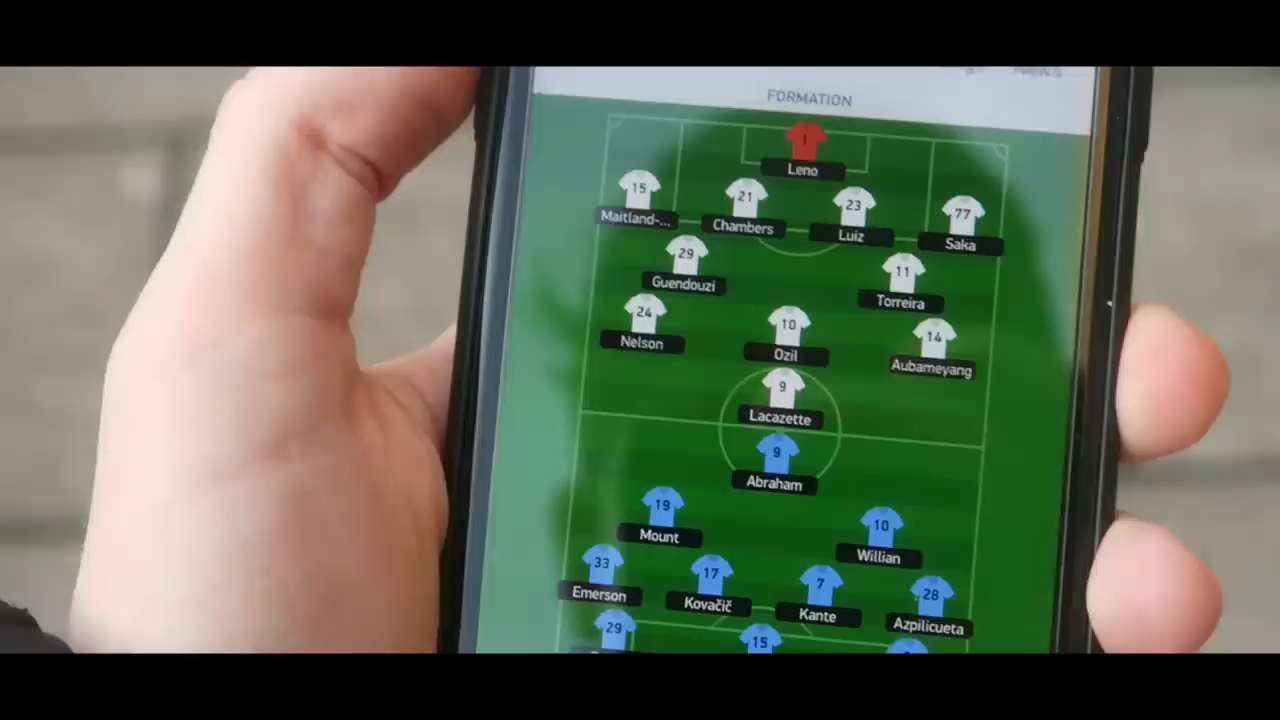 NEWS
FORMATION
1
Leno
15 21 23 77
Maitland-... Chambers Luiz Saka
29 11
Guendouzi Torreira
24 10 14
Nelson Ozil Aubameyang
9
Lacazette
9
Abraham
19 10
Mount Willian
33 17 7 28
Emerson Kovačič Kante Azpilicueta
29 15